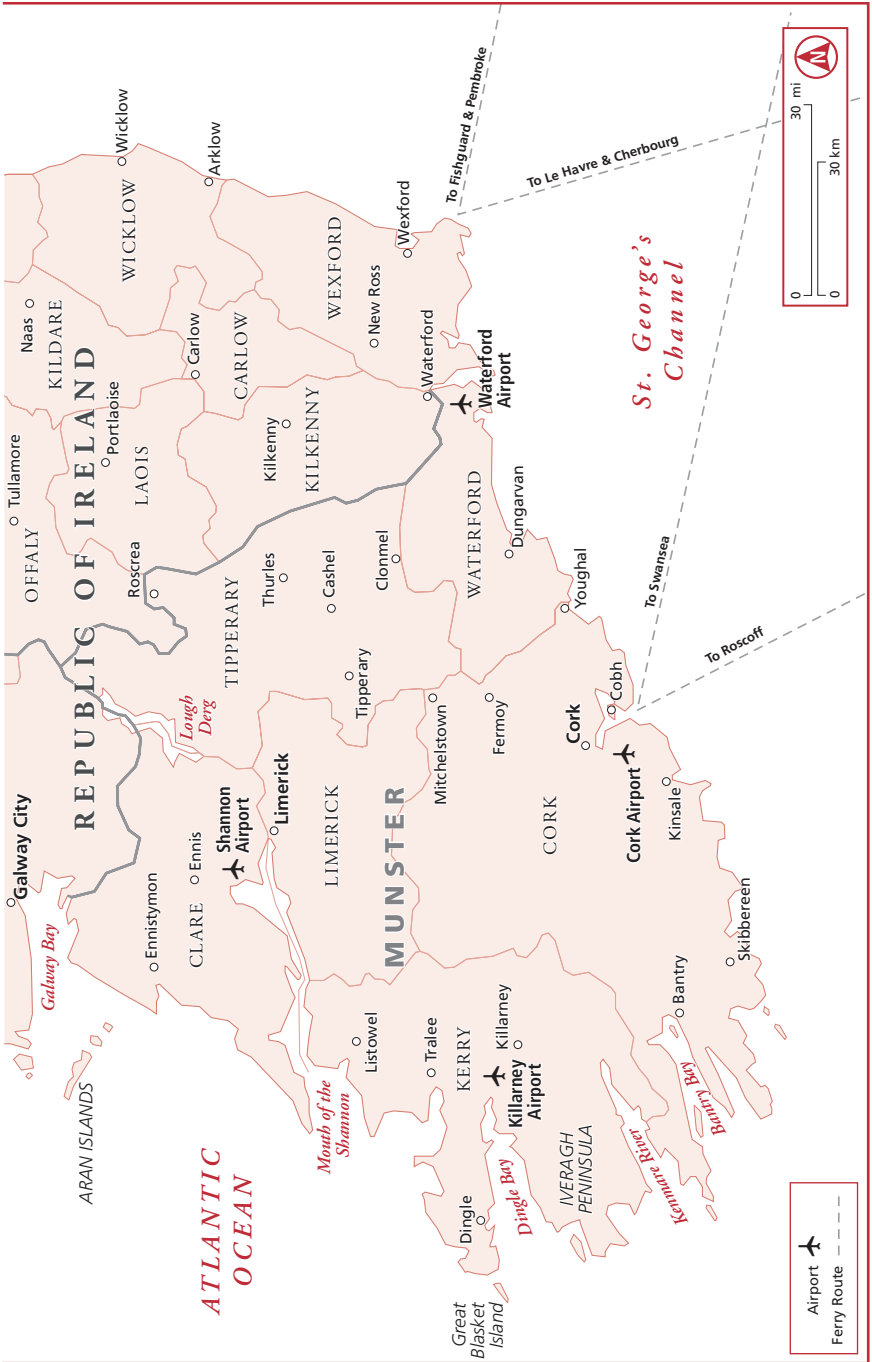 Galway City
Galway Bay
ARAN ISLANDS
ATLANTIC
OCEAN
REPUBLIC OF IRELAND
OFFALY
Tullamore
Naas
KILDARE
Portlaoise
LAOIS
Roscrea
Wicklow
WICKLOW
Arklow
Carlow
CARLOW
Ennistymon
Ennis
CLARE
Lough
Derg
Shannon
Airport
Limerick
LIMERICK
TIPPERARY
Thurles
Cashel
Clonmel
Tipperary
Kilkenny
KILKENNY
WEXFORD
New Ross
Wexford
Waterford
Waterford
Airport
WATERFORD
Dungarvan
Youghal
Mouth of the
Shannon
Listowel
Tralee
KERRY
Killarney
Killarney
Airport
MUNSTER
Mitchelstown
Fermoy
CORK
Cork
Cobh
Cork Airport
Kinsale
Skibbereen
Bantry
Bantry Bay
Kenmare River
IVERAGH
PENINSULA
Dingle Bay
Dingle
Great
Blasket
Island
To Fishguard & Pembroke
To Le Havre & Cherbourg
St. George's
Channel
To Swansea
To Roscoff
Airport
Ferry Route
0 30 mi
0 30 km
N